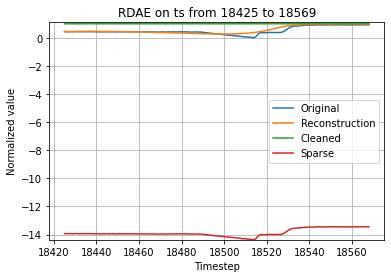 RDAE on ts from 18425 to 18569
Normalized value
0
−2
−4
−6
−8
−10
−12
−14
Original
Reconstruction
Cleaned
Sparse
18420 18440 18460 18480 18500 18520 18540 18560
Timestep